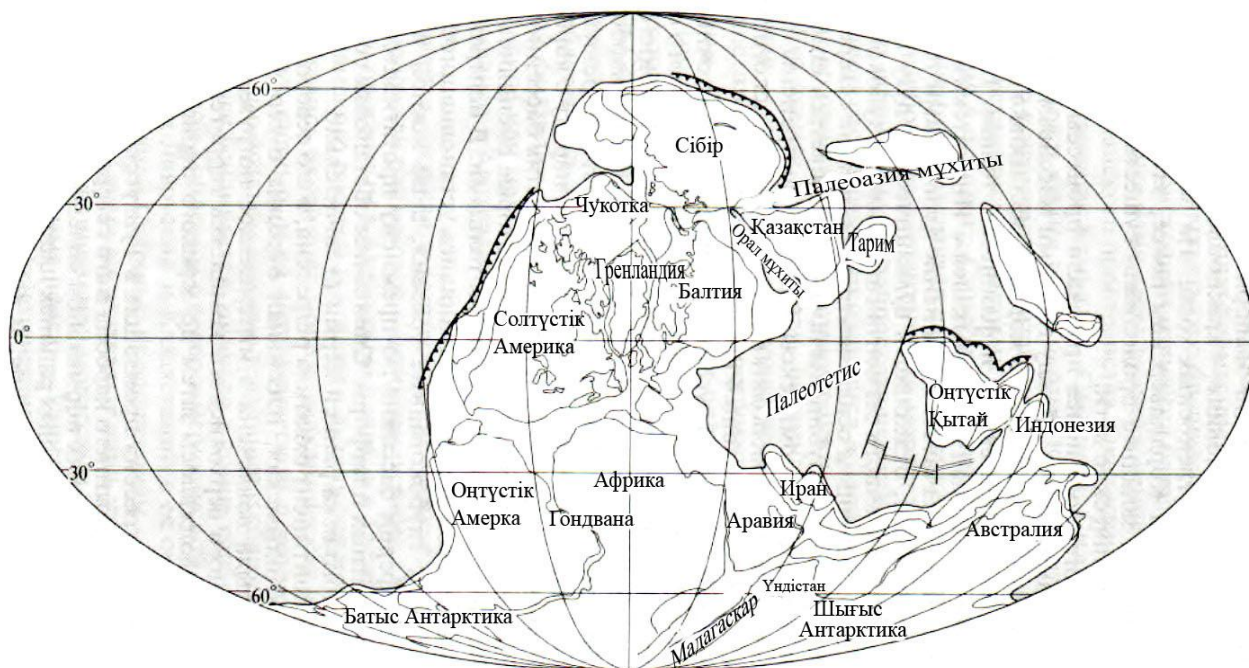 60°
Сібір
Палеоазия мұхиты
30°
Чукотка
Қазақстан
Орал мұхиты
Тарим
Гренландия
Балтия
0°
Солтүстік
Америқа
Палеотетис
Оңтүстік
Қытай
Индонезия
30°
Оңтүстік
Амерка
Африка
Гондвана
Иран
Аравия
Австралия
60°
Батыс Антарктика
Мадагаскар
Үндістан
Шығыс
Антарктика